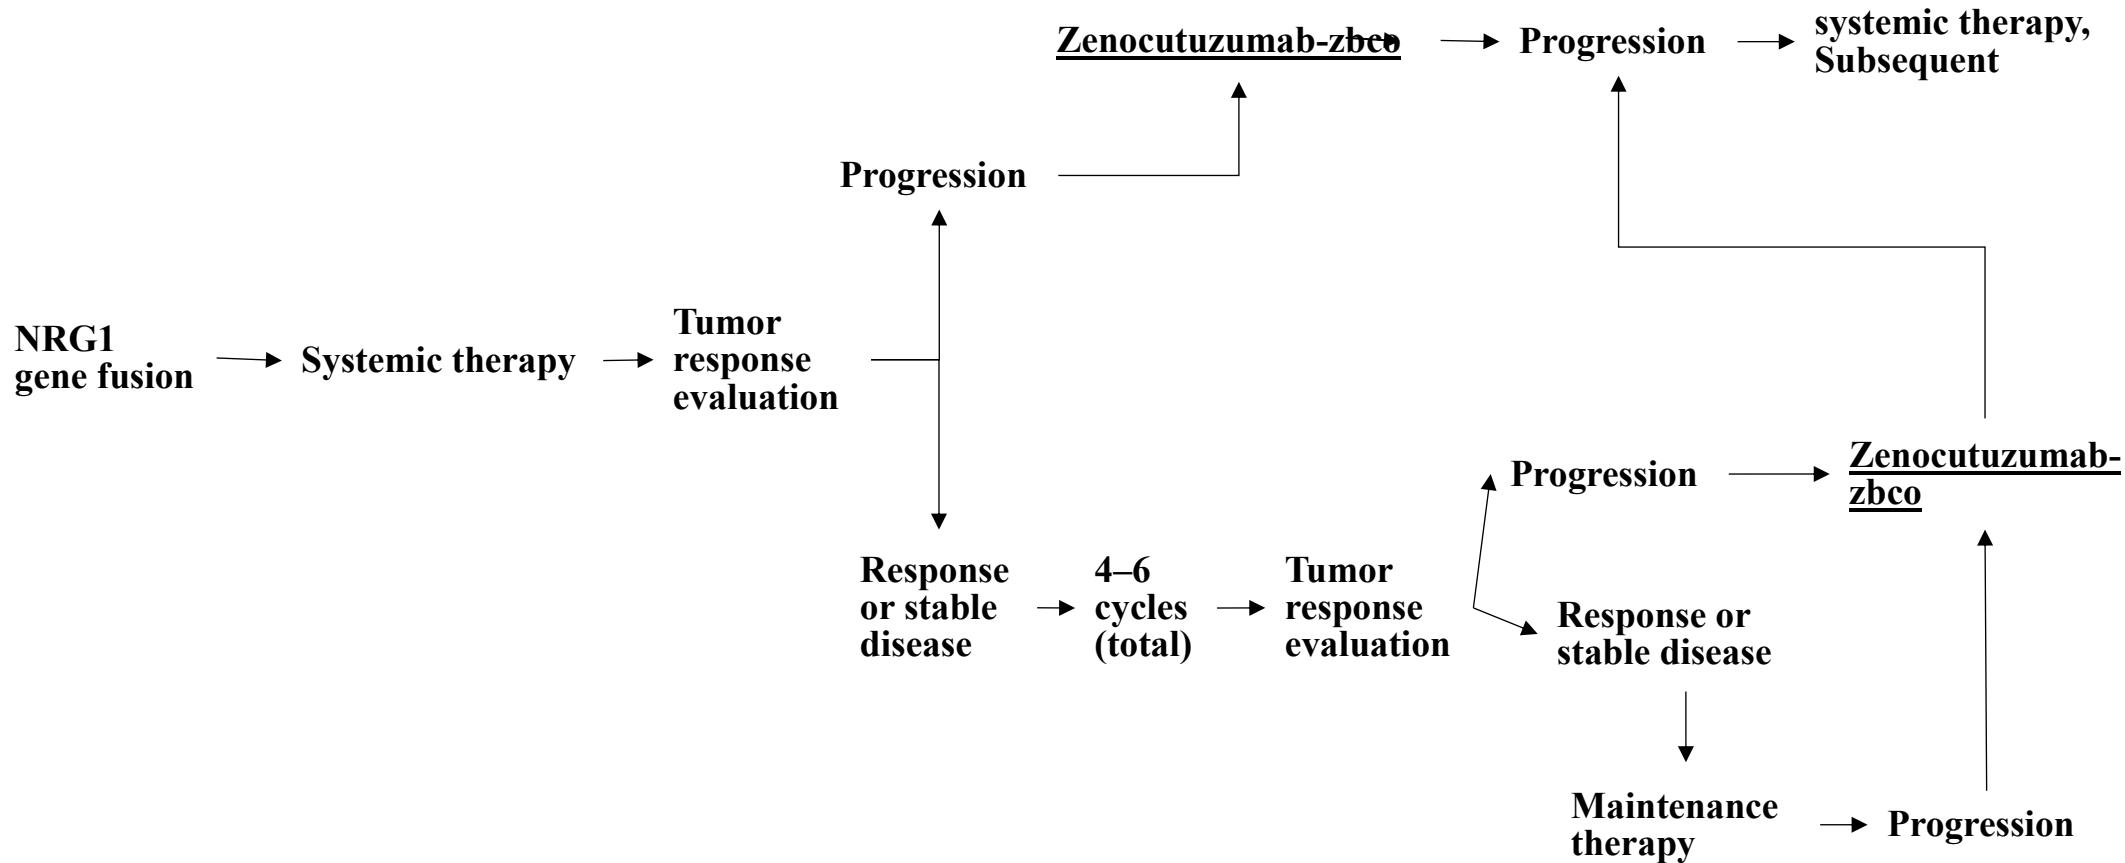 Zenocutuzumab-zbco
Progression
systemic therapy,
Subsequent
Progression
NRG1
gene fusion
Systemic therapy
Tumor
response
evaluation
Progression
Zenocutuzumab-
zbco
Response
or stable
disease
4–6
cycles
(total)
Tumor
response
evaluation
Response or
stable disease
Maintenance
therapy
Progression